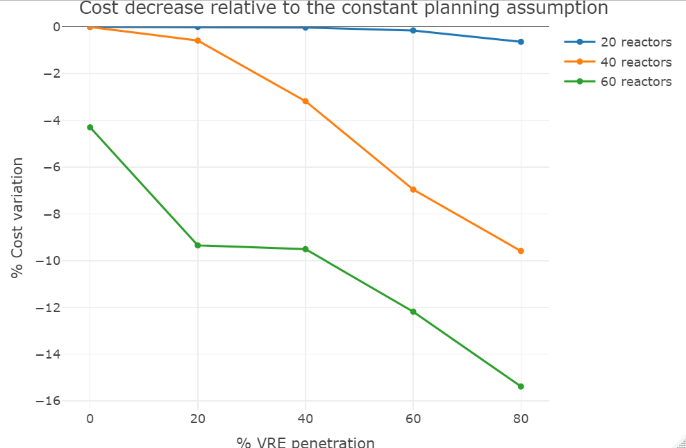 Cost decrease relative to the constant planning assumption
0
−2
−4
−6
−8
−10
−12
−14
−16
% Cost variation
0 20 40 60 80
% VRE penetration
20 reactors
40 reactors
60 reactors